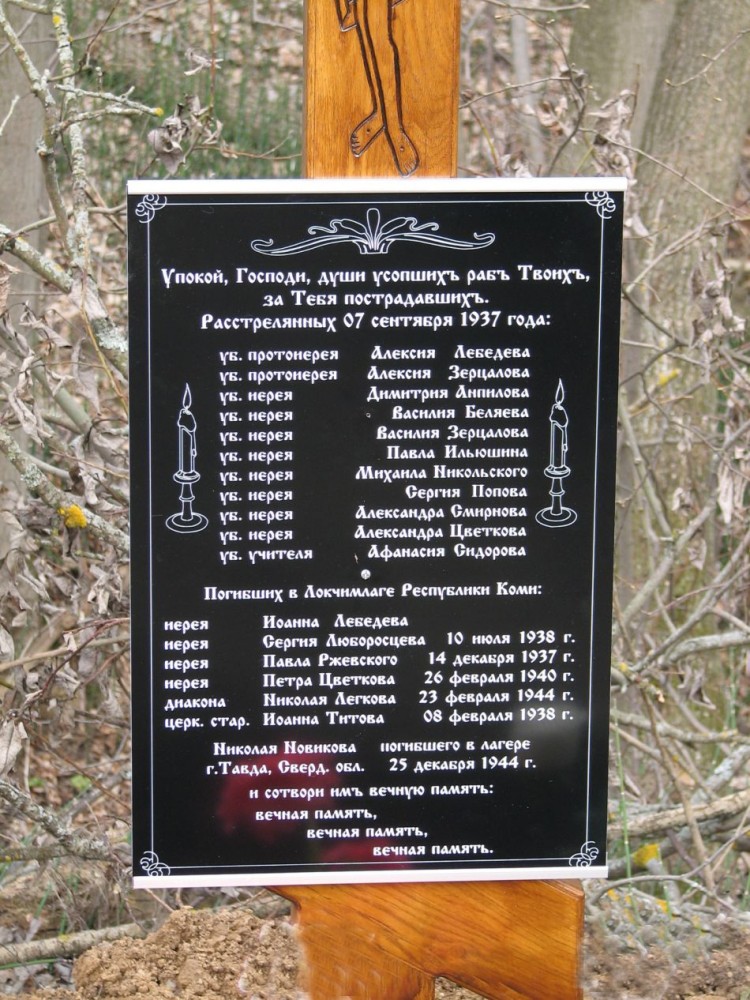 Упокой, Господи, души усопшихъ рабъ Твоихъ,
за Тебя пострадавшихъ.
Расстрелянных 07 сентября 1937 года:
уб. протоиерея Алексия Лебедева
уб. протоиерея Алексия Зерцалова
уб. иерея Димитрия Анпилова
уб. иерея Василия Беляева
уб. иерея Василия Зерцалова
уб. иерея Павла Ильюшина
уб. иерея Михаила Никольского
уб. иерея Сергия Попова
уб. иерея Александра Смирнова
уб. иерея Александра Цветкова
уб. учителя Афанасия Сидорова
Погибших в Локчимлаге Республики Коми:
иерея Иоанна Лебедева
иерея Сергия Люборосцева 10 июля 1938 г.
иерея Павла Ржевского 14 декабря 1937 г.
иерея Петра Цветкова 26 февраля 1940 г.
диакона Николая Легкова 23 февраля 1944 г.
церк. стар. Иоанна Титова 08 февраля 1938 г.
Николая Новикова погибшего в лагере
г.Тавда, Сверд. обл. 25 декабря 1944 г.
и сотвори имъ вечную память:
вечная память,
вечная память,
вечная память.